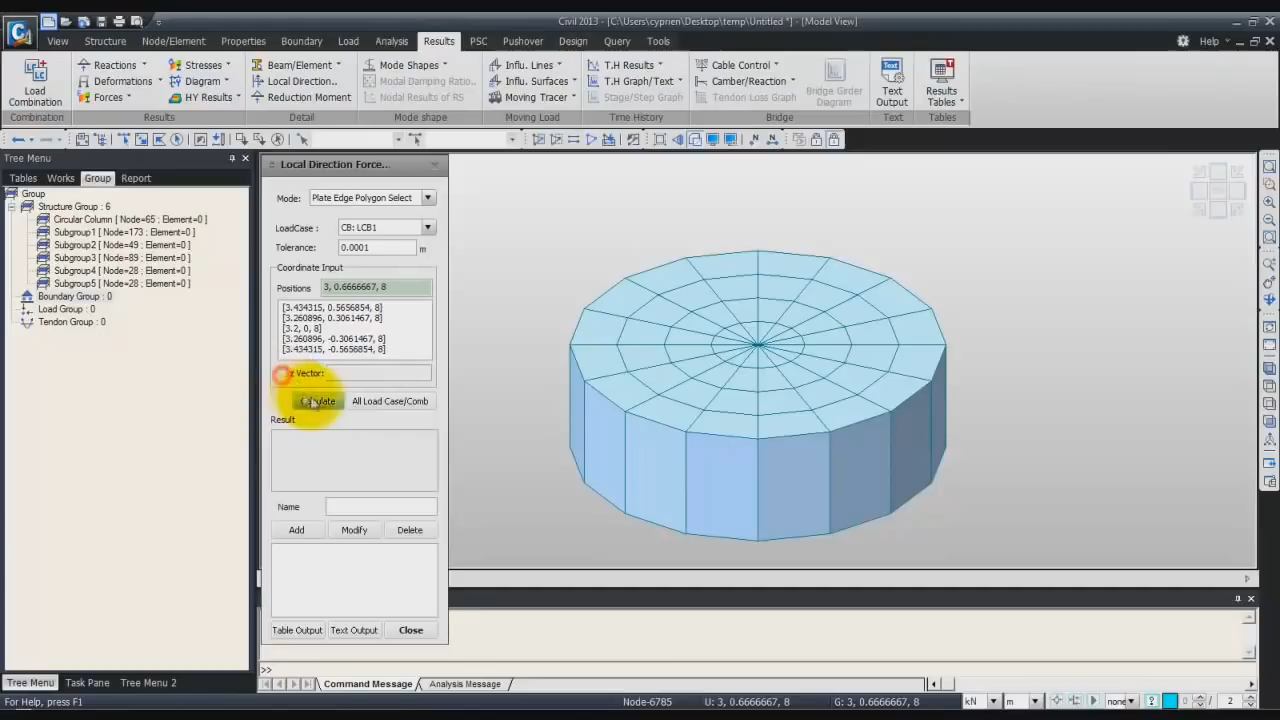 Civil 2013 - [C:\Users\cyprien\Desktop\temp\Untitled *] - [Model View]
View Structure Node/Element Properties Boundary Load Analysis Results PSC Pushover Design Query Tools Help
Reactions Stresses Beam/Element Mode Shapes Influ. Lines T.H Results Cable Control
Deformations Diagram Local Direction.. Modal Damping Ratio.. Influ. Surfaces T.H Graph/Text Camber/Reaction
Forces HY Results Reduction Moment Nodal Results of RS Moving Tracer Stage/Step Graph Tendon Loss Graph
Load Combination
Bridge Girder Diagram
Text Output
Results Tables
Combination Results Detail Mode shape Moving Load Time History Bridge Text Tables
Tree Menu
Tables Works Group Report
Group
Structure Group : 6
Circular Column [ Node=65 ; Element=0 ]
Subgroup1 [ Node=173 ; Element=0 ]
Subgroup2 [ Node=49 ; Element=0 ]
Subgroup3 [ Node=89 ; Element=0 ]
Subgroup4 [ Node=28 ; Element=0 ]
Subgroup5 [ Node=28 ; Element=0 ]
Boundary Group : 0
Load Group : 0
Tendon Group : 0
Local Direction Force...
Mode: Plate Edge Polygon Select
LoadCase : CB: LCB1
Tolerance: 0.0001 m
Coordinate Input
Positions 3, 0.6666667, 8
[3.434315, 0.5656854, 8]
[3.260896, 0.3061467, 8]
[3.2, 0, 8]
[3.260896, -0.3061467, 8]
[3.434315, -0.5656854, 8]
z Vector:
Calculate All Load Case/Comb
Result
Name
Add Modify Delete
Table Output Text Output Close
>>
Command Message Analysis Message
Tree Menu Task Pane Tree Menu 2
For Help, press F1 Node-6785 U: 3, 0.6666667, 8 G: 3, 0.6666667, 8 kN m none 0 / 2